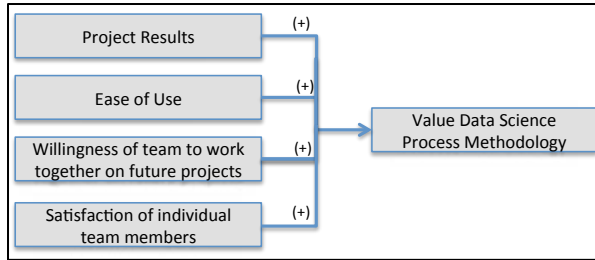 Project Results
(+)
Ease of Use
(+)
Willingness of team to work
together on future projects
(+)
Satisfaction of individual
team members
(+)
Value Data Science
Process Methodology